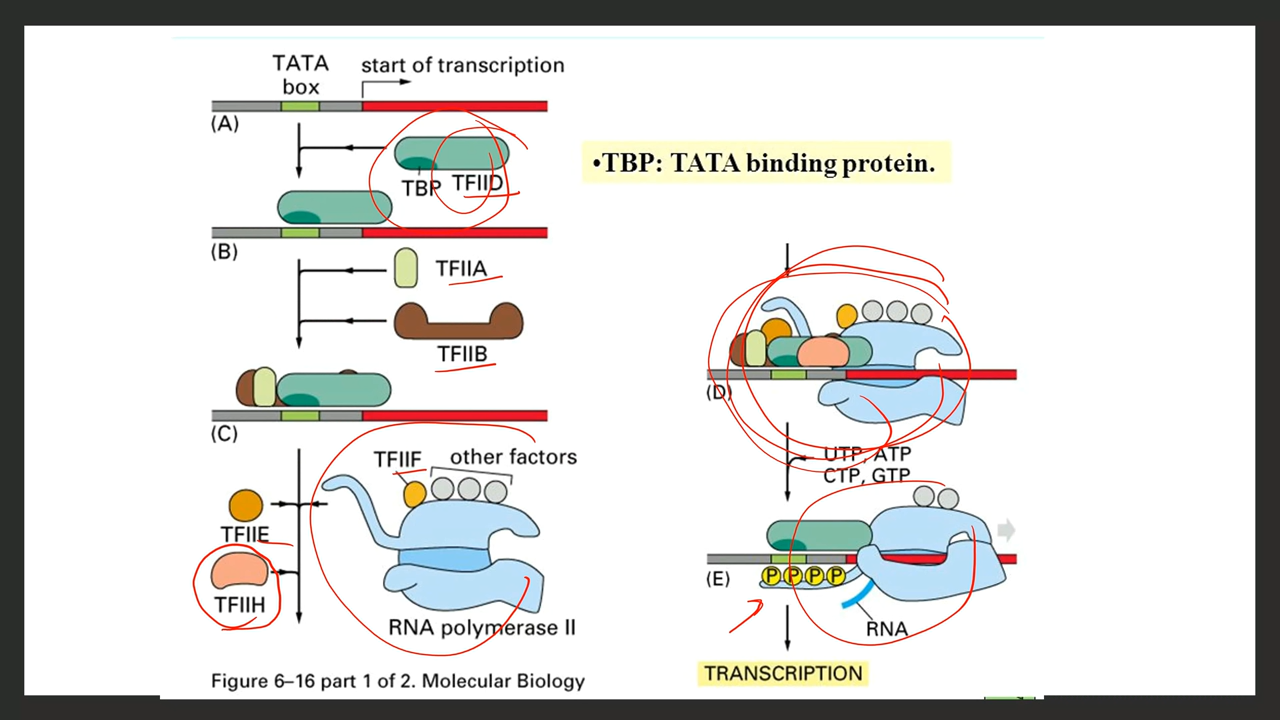 TATA
box
start of transcription
(A)
TBP
TFIID
•TBP: TATA binding protein.
(B)
TFIIA
TFIIB
(C)
TFIIF
other factors
TFIIE
TFIIH
RNA polymerase II
Figure 6–16 part 1 of 2. Molecular Biology
(D)
UTP, ATP
CTP, GTP
(E)
P P P P
RNA
TRANSCRIPTION